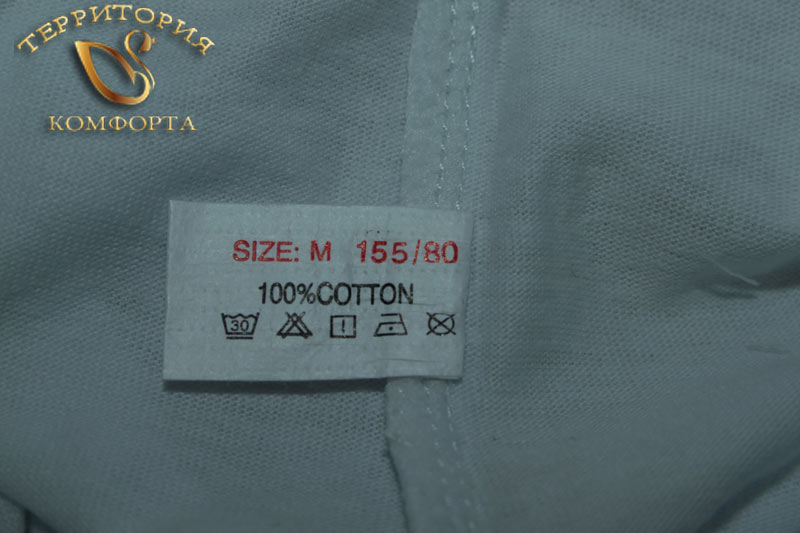 ТЕРРИТОРИЯ
КОМФОРТА
SIZE: M 155/80
100%COTTON
30